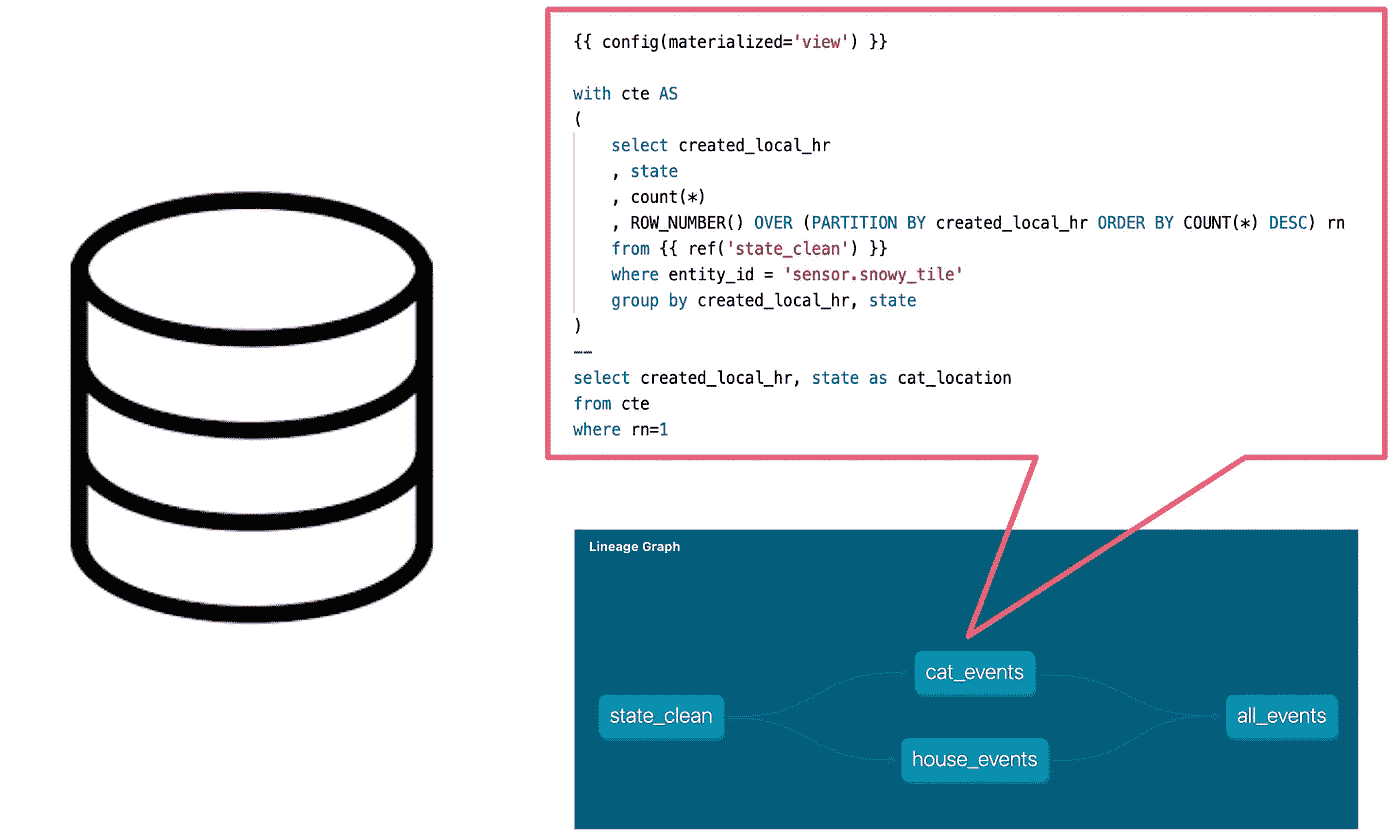 {{ config(materialized='view') }}
with cte AS
(
select created_local_hr
, state
, count(*)
, ROW_NUMBER() OVER (PARTITION BY created_local_hr ORDER BY COUNT(*) DESC) rn
from {{ ref('state_clean') }}
where entity_id = 'sensor.snowy_tile'
group by created_local_hr, state
)
--
select created_local_hr, state as cat_location
from cte
where rn=1
Lineage Graph
cat_events
state_clean
all_events
house_events